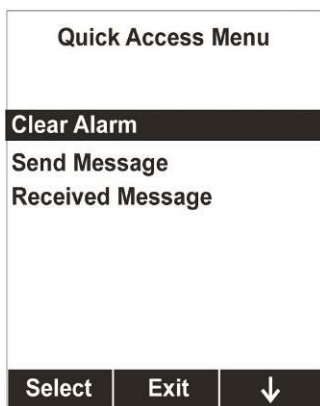 Quick Access Menu
Clear Alarm
Send Message
Received Message
Select Exit ↓